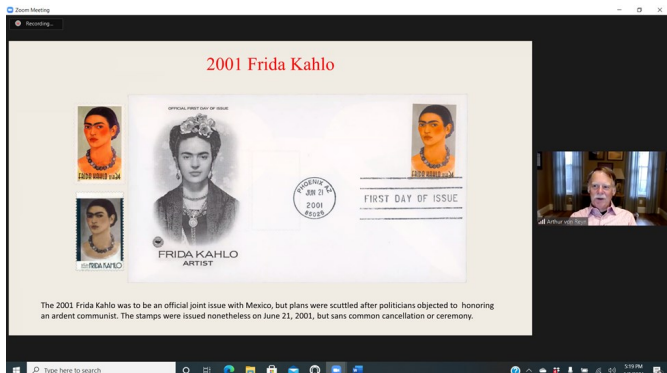 Zoom Meeting
Recording...
2001 Frida Kahlo
OFFICIAL FIRST DAY OF ISSUE
PHOENIX AZ
JUN 21
2001
85026
FIRST DAY OF ISSUE
FRIDA KAHLO
FRIDA KAHLO
ARTIST
Arthur von
The 2001 Frida Kahlo was to be an official joint issue with Mexico, but plans were scuttled after politicians objected to honoring
an ardent communist. The stamps were issued nonetheless on June 21, 2001, but sans common cancellation or ceremony.
Type here to search
5:19 PM